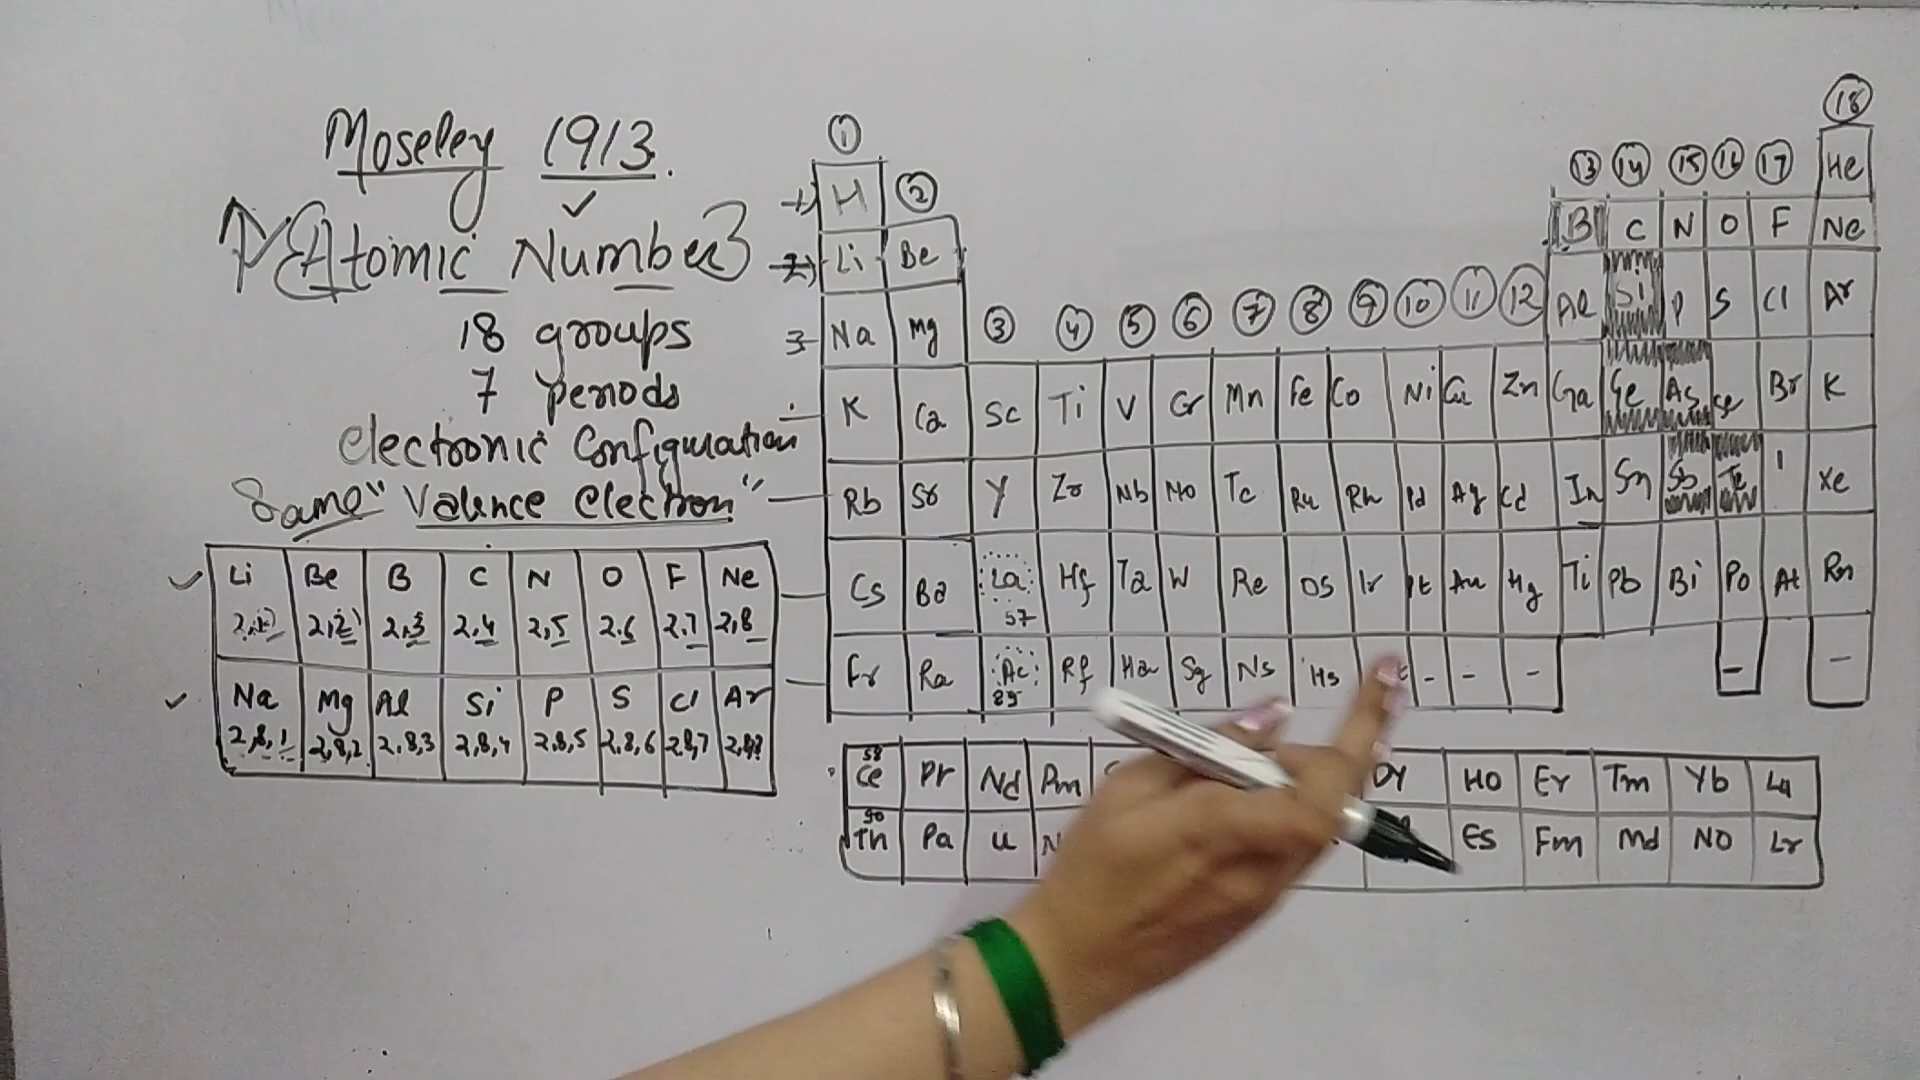 Moseley 1913.
Atomic Number
18 groups
7 periods
electronic Configuration
Same "Valence electron"
Li Be B C N O F Ne
2,1 2,2 2,3 2,4 2,5 2,6 2,7 2,8
Na Mg Al Si P S Cl Ar
2,8,1 2,8,2 2,8,3 2,8,4 2,8,5 2,8,6 2,8,7 2,8,8
18
1 13 14 15 16 17
1 H 2 He
2 Li Be B C N O F Ne
3 4 5 6 7 8 9 10 11 12
3 Na Mg Al Si P S Cl Ar
K Ca Sc Ti V Cr Mn Fe Co Ni Cu Zn Ga Ge As Se Br K
Rb Sr Y Zr Nb Mo Tc Ru Rh Pd Ag Cd In Sn Sb Te I Xe
Cs Ba La Hf Ta W Re Os Ir Pt Au Hg Ti Pb Bi Po At Rn
57
Fr Ra Ac Rf Ha Sg Ns Hs - - - - -
89
58
Ce Pr Nd Pm DY HO Er Tm Yb Lu
90
Th Pa U N Es Fm Md NO Lr